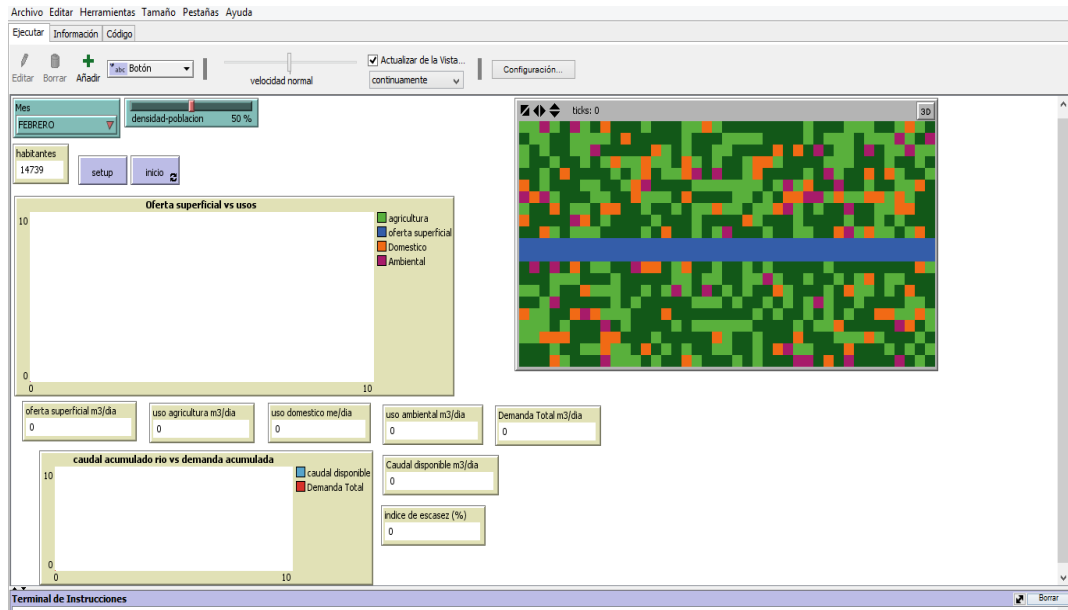 Archivo Editar Herramientas Tamaño Pestañas Ayuda
Ejecutar Información Código
Editar Borrar Añadir
abc Botón
velocidad normal
Actualizar de la Vista...
continuamente
Configuración...
Mes
FEBRERO
densidad-poblacion 50 %
habitantes
14739
setup
inicio
ticks: 0
3D
Oferta superficial vs usos
10
0
0
10
agricultura
oferta superficial
Domestico
Ambiental
oferta superficial m3/dia
0
uso agricultura m3/dia
0
uso domestico me/dia
0
uso ambiental m3/dia
0
Demanda Total m3/dia
0
caudal acumulado rio vs demanda acumulada
10
0
0
10
caudal disponible
Demanda Total
Caudal disponible m3/dia
0
indice de escasez (%)
0
Terminal de Instrucciones
Borrar